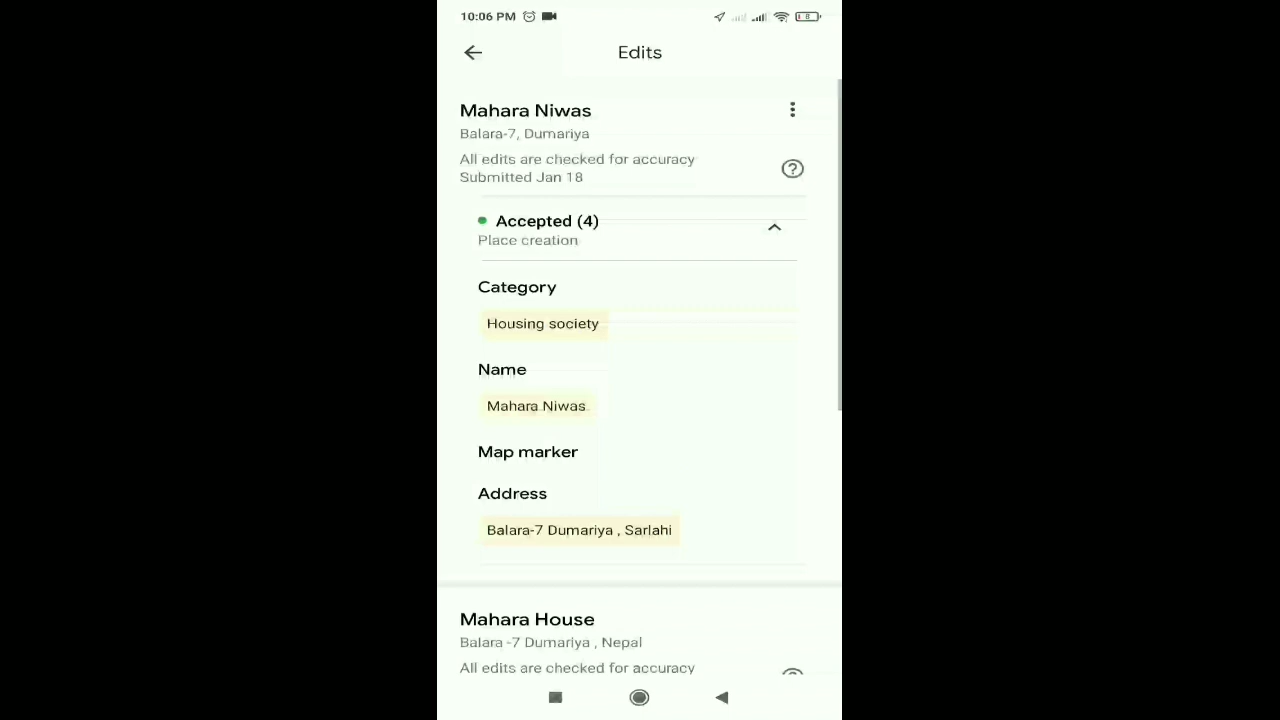 10:06 PM
8
Edits
Mahara Niwas
Balara-7, Dumariya
All edits are checked for accuracy
Submitted Jan 18
Accepted (4)
Place creation
Category
Housing society
Name
Mahara Niwas
Map marker
Address
Balara-7 Dumariya , Sarlahi
Mahara House
Balara -7 Dumariya , Nepal
All edits are checked for accuracy